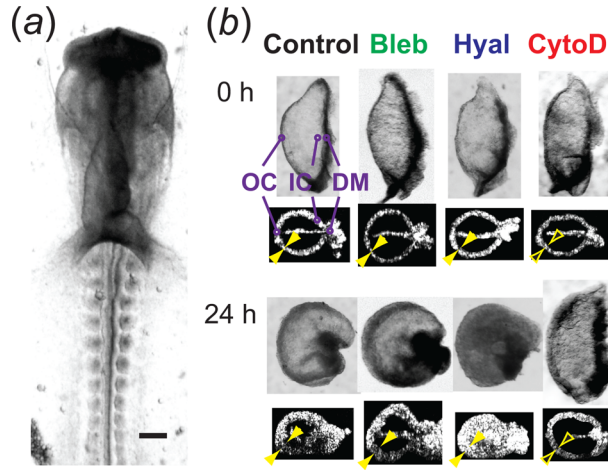 (a)
(b)
Control Bleb Hyal CytoD
0 h
OC IC DM
24 h